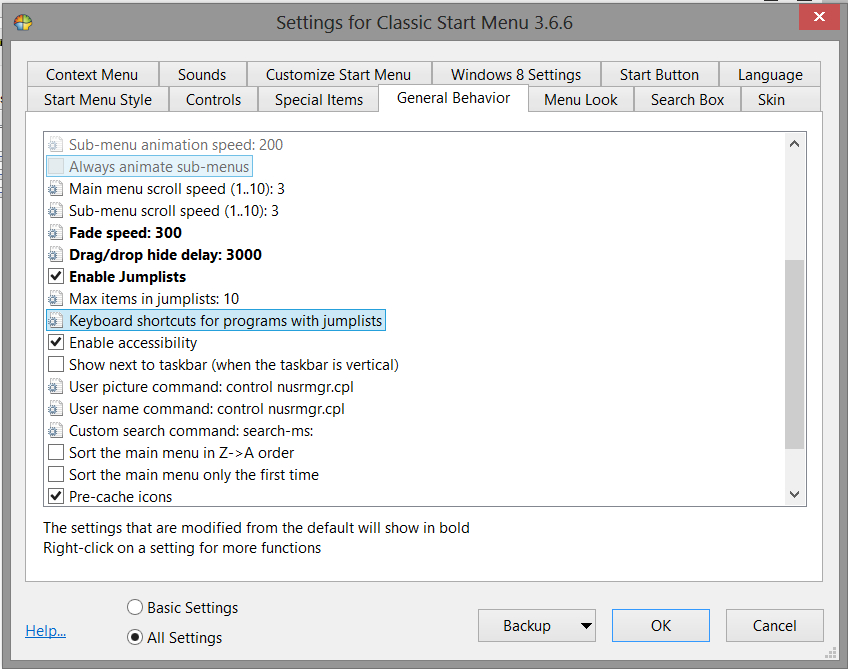 Settings for Classic Start Menu 3.6.6
Context Menu Sounds Customize Start Menu Windows 8 Settings Start Button Language
Start Menu Style Controls Special Items General Behavior Menu Look Search Box Skin
Sub-menu animation speed: 200
Always animate sub-menus
Main menu scroll speed (1..10): 3
Sub-menu scroll speed (1..10): 3
Fade speed: 300
Drag/drop hide delay: 3000
Enable Jumplists
Max items in jumplists: 10
Keyboard shortcuts for programs with jumplists
Enable accessibility
Show next to taskbar (when the taskbar is vertical)
User picture command: control nusrmgr.cpl
User name command: control nusrmgr.cpl
Custom search command: search-ms:
Sort the main menu in Z->A order
Sort the main menu only the first time
Pre-cache icons
The settings that are modified from the default will show in bold
Right-click on a setting for more functions
Basic Settings
Help... All Settings Backup OK Cancel